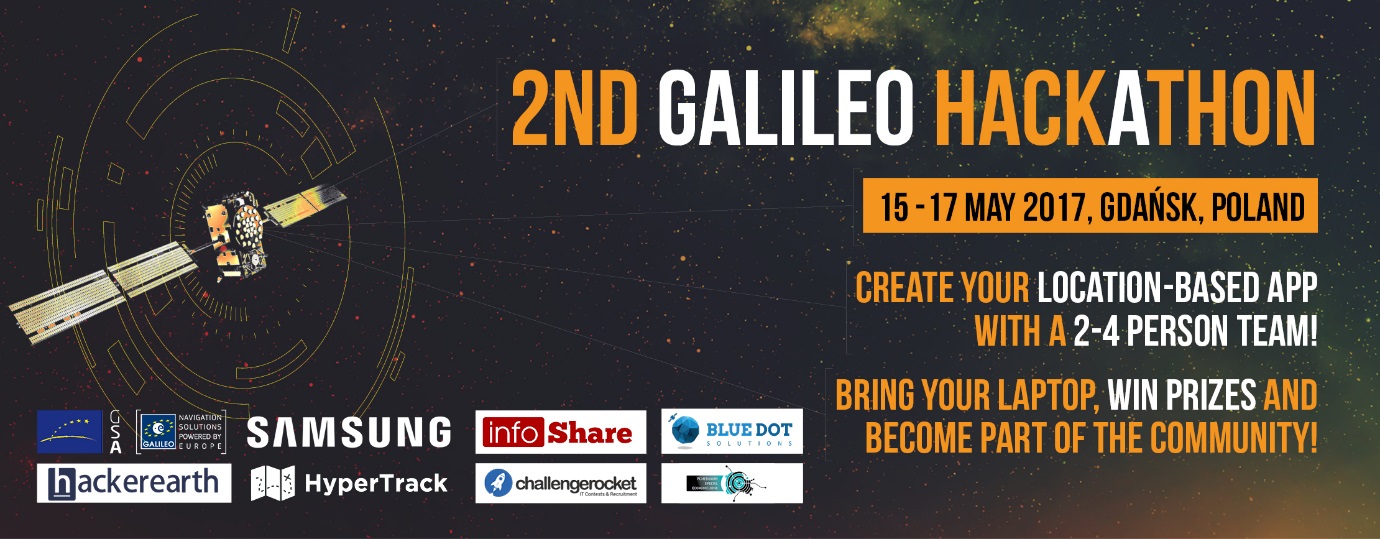 2ND GALILEO HACKATHON
15 - 17 MAY 2017, GDAŃSK, POLAND
CREATE YOUR LOCATION-BASED APP
WITH A 2-4 PERSON TEAM!
BRING YOUR LAPTOP, WIN PRIZES AND
BECOME PART OF THE COMMUNITY!
GSA
GALILEO
NAVIGATION
SOLUTIONS
POWERED BY
EUROPE
SAMSUNG
info Share
BLUE DOT
SOLUTIONS
hackerearth
HyperTrack
challengerocket
IT Contests & Recruitment